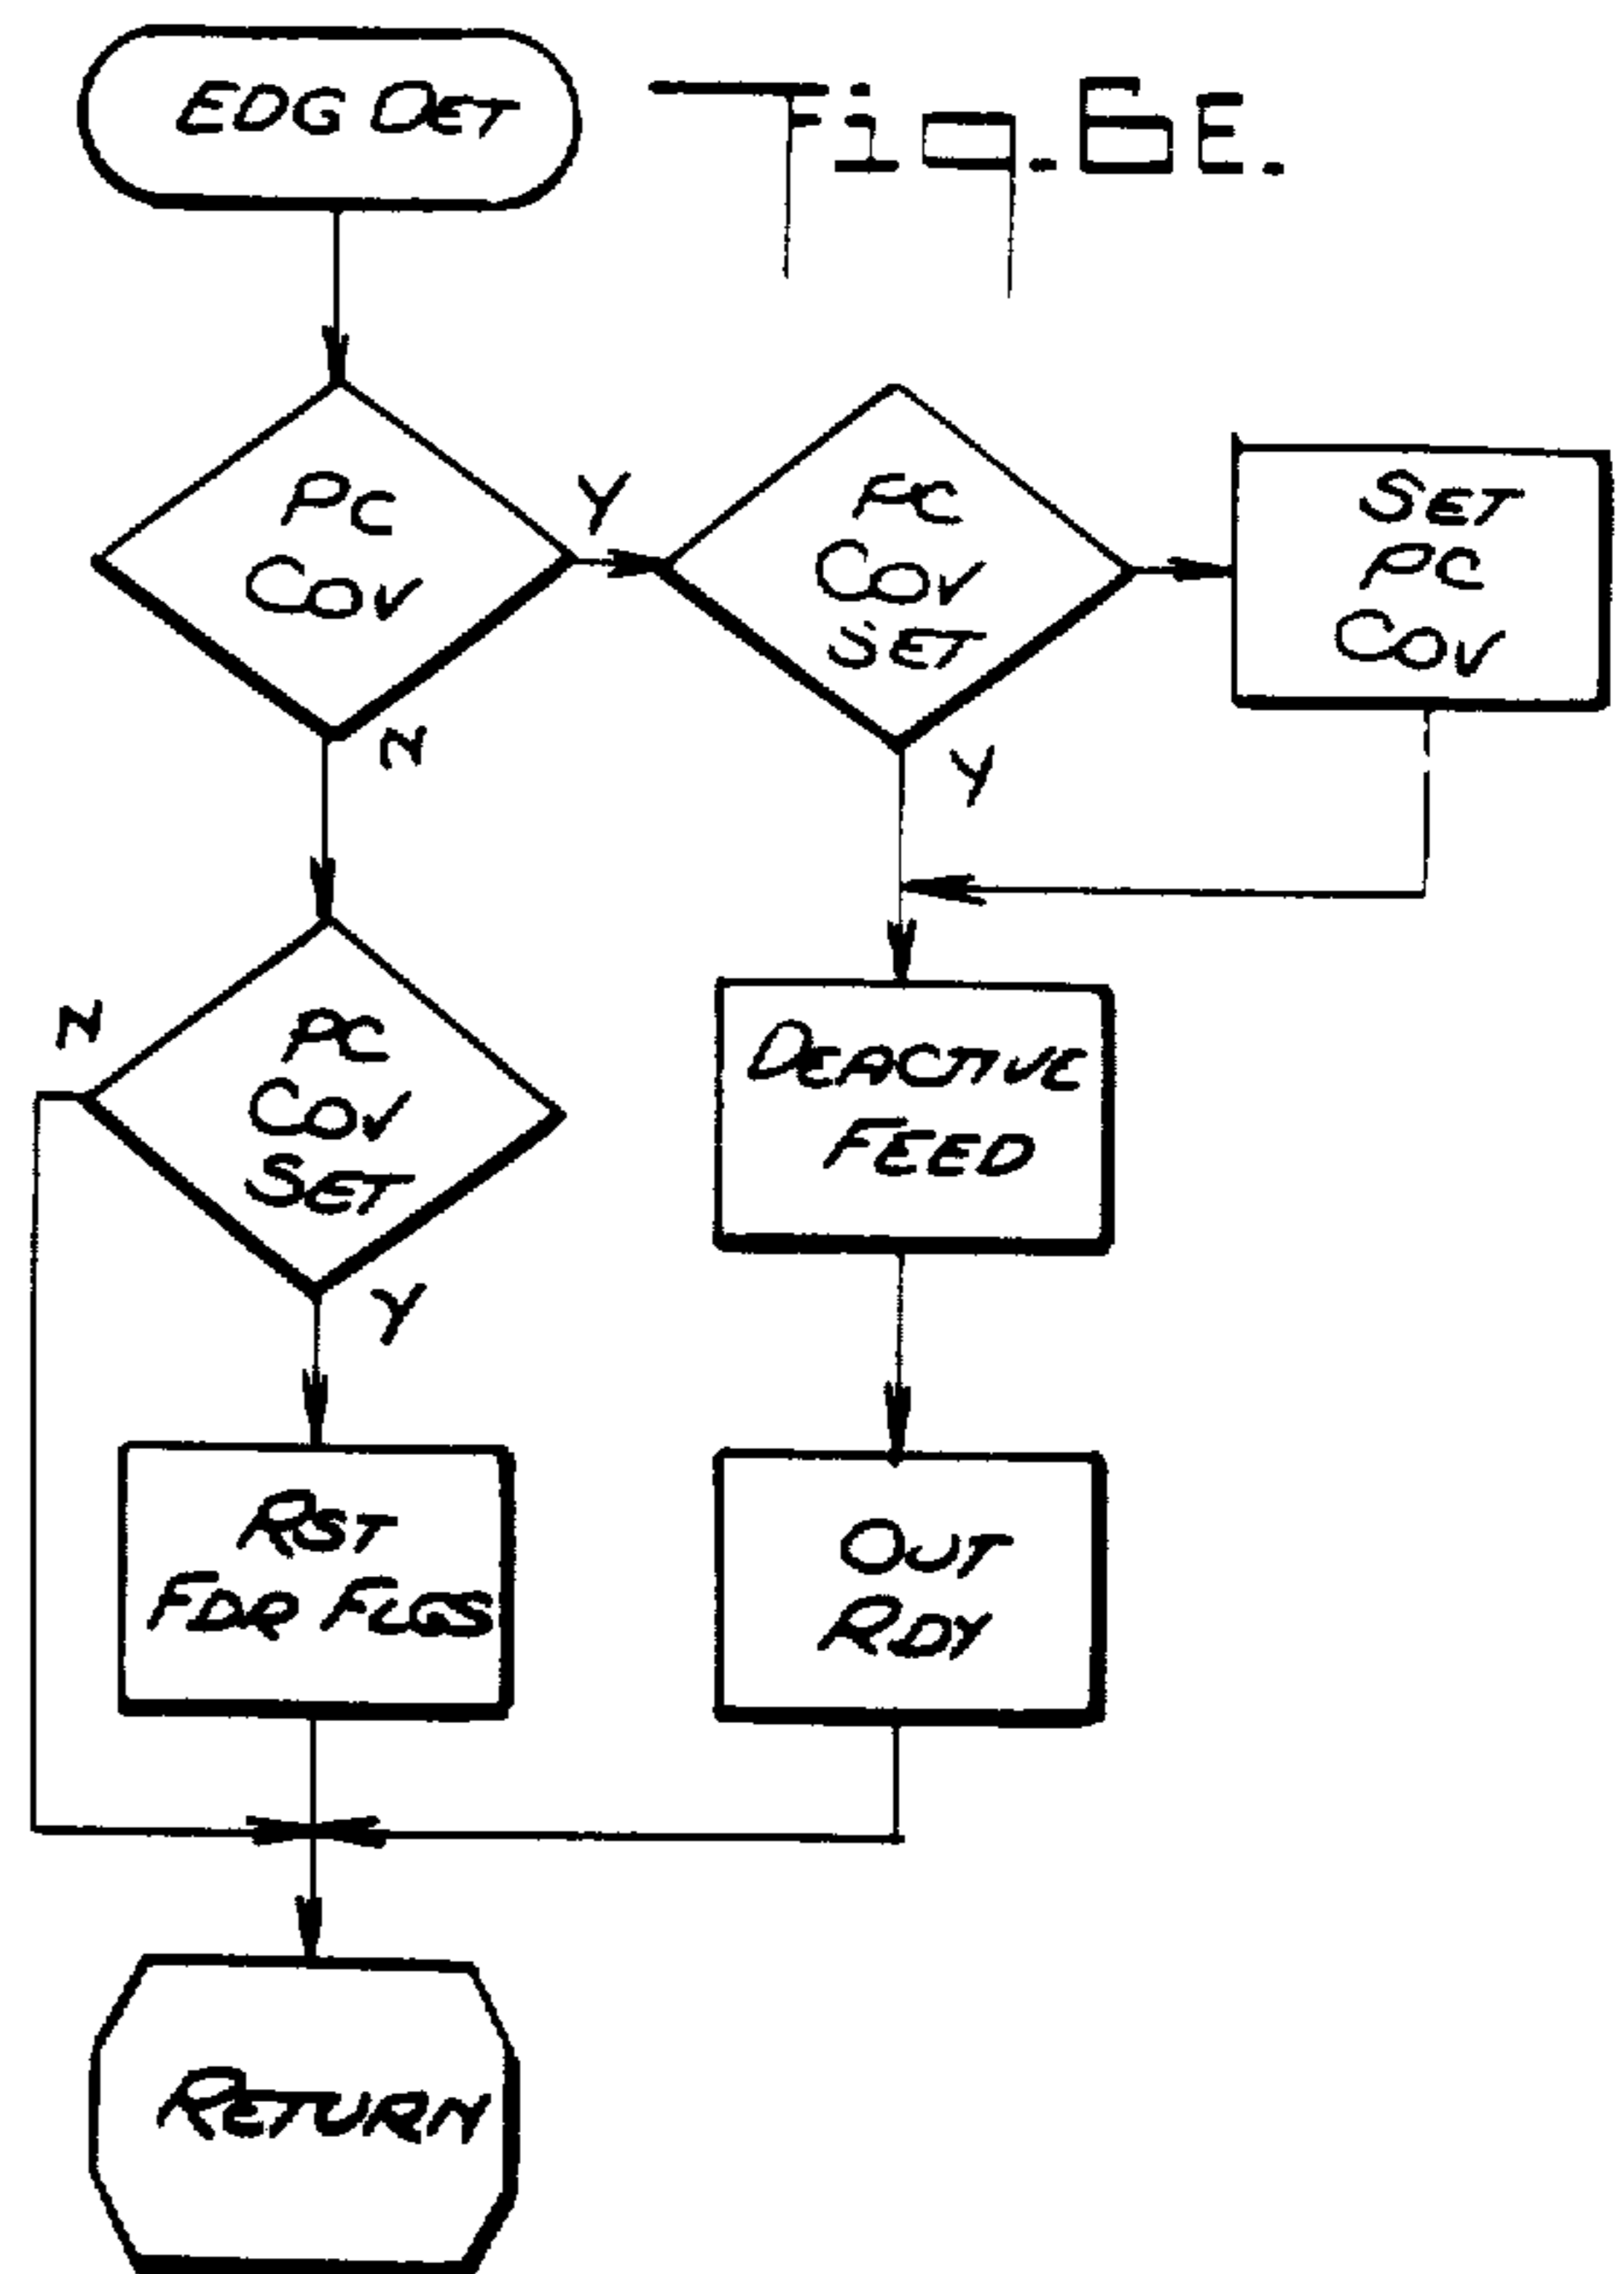 EDG DET
Fig. 6E.
PC
COV
Y
N
PC
COV
SET
Y
SET
PC
COV
N
PC
COV
SET
Y
DEACTIVE
FEED
RST
FDR FLGS
OUT
RDY
RETURN